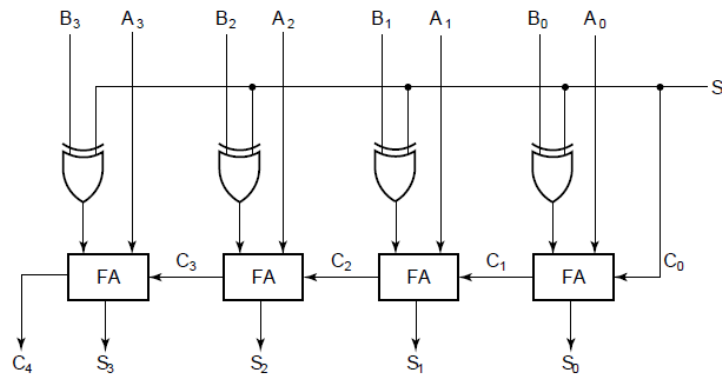 B₃ A₃ B₂ A₂ B₁ A₁ B₀ A₀
S
FA C₃ FA C₂ FA C₁ FA C₀
C₄ S₃ S₂ S₁ S₀